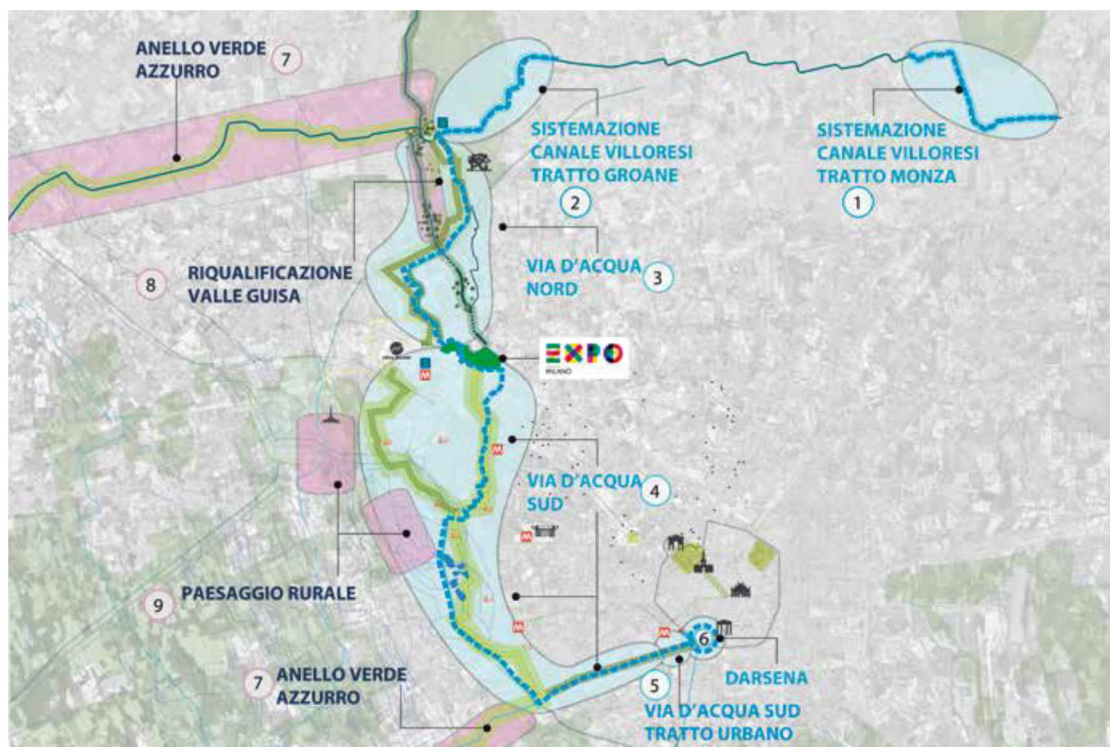 ANELLO VERDE
AZZURRO
7
SISTEMAZIONE
CANALE VILLORESI
TRATTO GROANE
2
SISTEMAZIONE
CANALE VILLORESI
TRATTO MONZA
1
8
RIQUALIFICAZIONE
VALLE GUISA
VIA D'ACQUA
NORD
3
EXPO
MILANO
S
M
M
VIA D'ACQUA
SUD
4
M
9
PAESAGGIO RURALE
M
M
6
7
ANELLO VERDE
AZZURRO
5
DARSENA
VIA D'ACQUA SUD
TRATTO URBANO